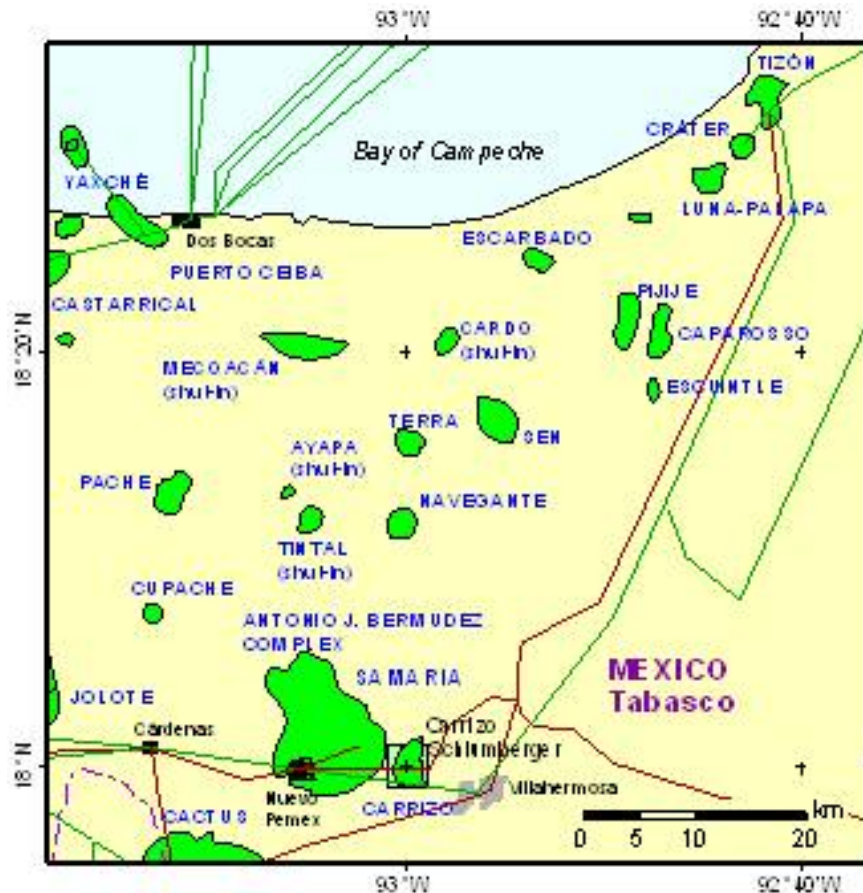 93°W
92°40'W
TIZÓN
CRÁTER
Bay of Campeche
YAXCHÉ
LUNA-PALAPA
Dos Bocas
ESCARBADO
PUERTO CEIBA
PIJIJE
CASTARRICAL
CARDO
(shut-in)
CAPAROSSO
18°20'N
MECOACÁN
(shut-in)
ESCUINTLE
TERRA
SEN
AYAPA
(shut-in)
PACHE
NAVEGANTE
TINTAL
(shut-in)
CUPACHE
ANTONIO J. BERMUDEZ
COMPLEX
MEXICO
Tabasco
SAMARIA
JOLOTE
Cárdenas
Carrizo
Schlumberger
18°N
Nuevo
Pemex
Villahermosa
CARRIZO
CACTUS
km
0 5 10 20
93°W
92°40'W